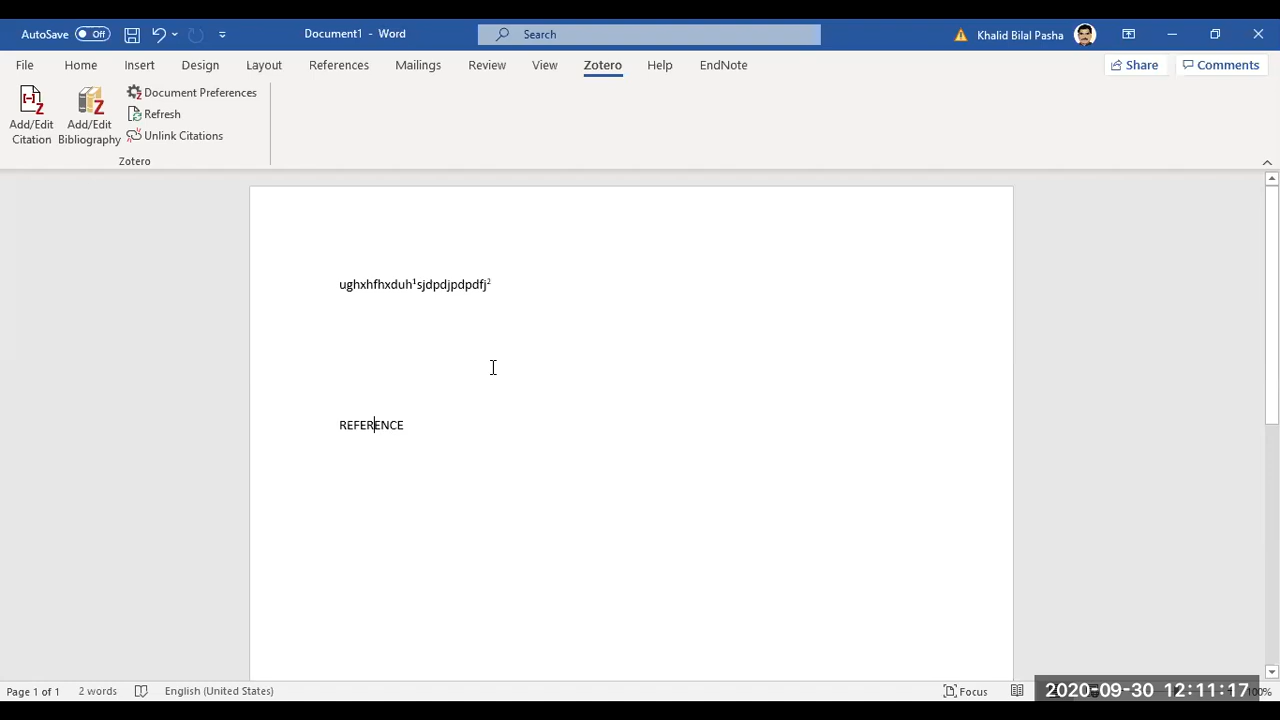 AutoSave Off Document1 - Word Search Khalid Bilal Pasha
File Home Insert Design Layout References Mailings Review View Zotero Help EndNote Share Comments
Add/Edit Citation
Add/Edit Bibliography
Document Preferences
Refresh
Unlink Citations
Zotero
ughxhfhxduh¹sjdpdjpdpdfj²
REFERENCE
Page 1 of 1 2 words English (United States) Focus 100%
2020-09-30 12:11:17